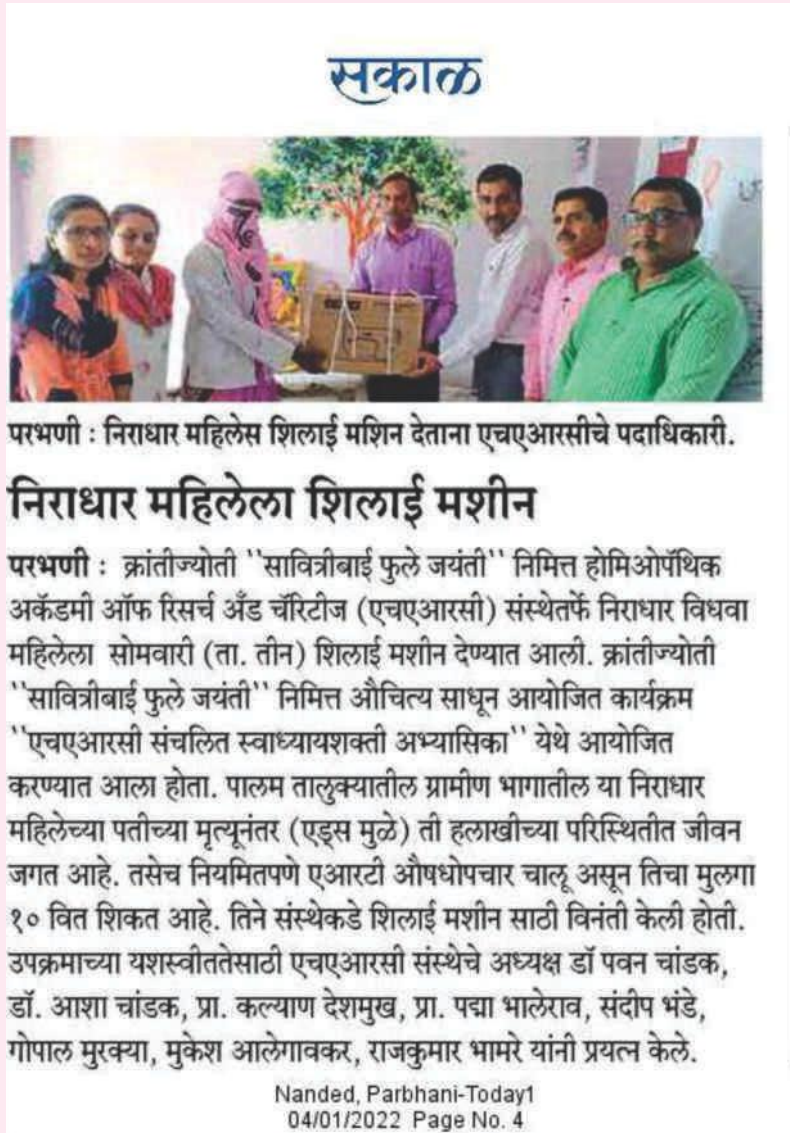 सकाळ
परभणी : निराधार महिलेस शिलाई मशिन देताना एचएआरसीचे पदाधिकारी.
निराधार महिलेला शिलाई मशीन
परभणी : क्रांतीज्योती "सावित्रीबाई फुले जयंती" निमित्त होमिओपॅथिक
अकॅडमी ऑफ रिसर्च अँड चॅरिटीज (एचएआरसी) संस्थेतर्फे निराधार विधवा
महिलेला सोमवारी (ता. तीन) शिलाई मशीन देण्यात आली. क्रांतीज्योती
"सावित्रीबाई फुले जयंती" निमित्त औचित्य साधून आयोजित कार्यक्रम
"एचएआरसी संचलित स्वाध्यायशक्ती अभ्यासिका" येथे आयोजित
करण्यात आला होता. पालम तालुक्यातील ग्रामीण भागातील या निराधार
महिलेच्या पतीच्या मृत्यूनंतर (एड्स मुळे) ती हलाखीच्या परिस्थितीत जीवन
जगत आहे. तसेच नियमितपणे एआरटी औषधोपचार चालू असून तिचा मुलगा
१० वित शिकत आहे. तिने संस्थेकडे शिलाई मशीन साठी विनंती केली होती.
उपक्रमाच्या यशस्वीततेसाठी एचएआरसी संस्थेचे अध्यक्ष डॉ पवन चांडक,
डॉ. आशा चांडक, प्रा. कल्याण देशमुख, प्रा. पद्मा भालेराव, संदीप भंडे,
गोपाल मुरक्या, मुकेश आलेगावकर, राजकुमार भामरे यांनी प्रयत्न केले.
Nanded, Parbhani-Today1
04/01/2022 Page No. 4